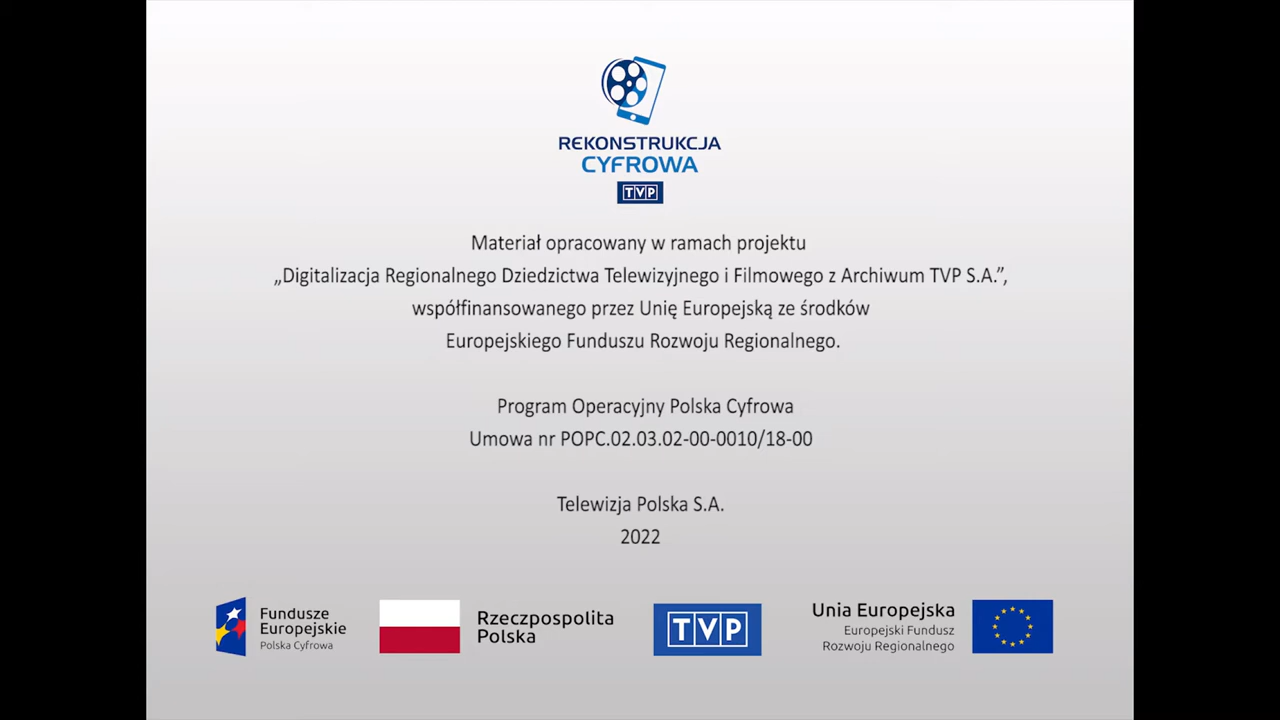 REKONSTRUKCJA
CYFROWA
TVP
Materiał opracowany w ramach projektu
„Digitalizacja Regionalnego Dziedzictwa Telewizyjnego i Filmowego z Archiwum TVP S.A.”,
współfinansowanego przez Unię Europejską ze środków
Europejskiego Funduszu Rozwoju Regionalnego.
Program Operacyjny Polska Cyfrowa
Umowa nr POPC.02.03.02-00-0010/18-00
Telewizja Polska S.A.
2022
Fundusze
Europejskie
Polska Cyfrowa
Rzeczpospolita
Polska
TVP
Unia Europejska
Europejski Fundusz
Rozwoju Regionalnego